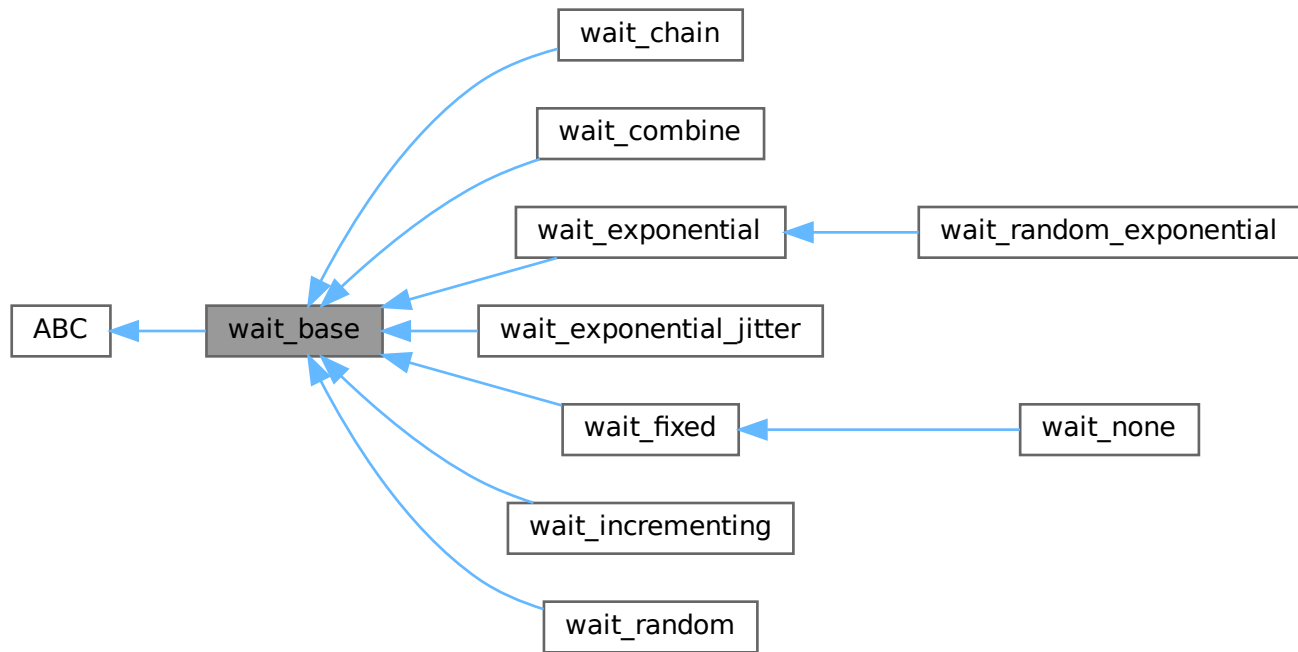 wait_chain
wait_combine
wait_exponential
wait_random_exponential
ABC
wait_base
wait_exponential_jitter
wait_fixed
wait_none
wait_incrementing
wait_random